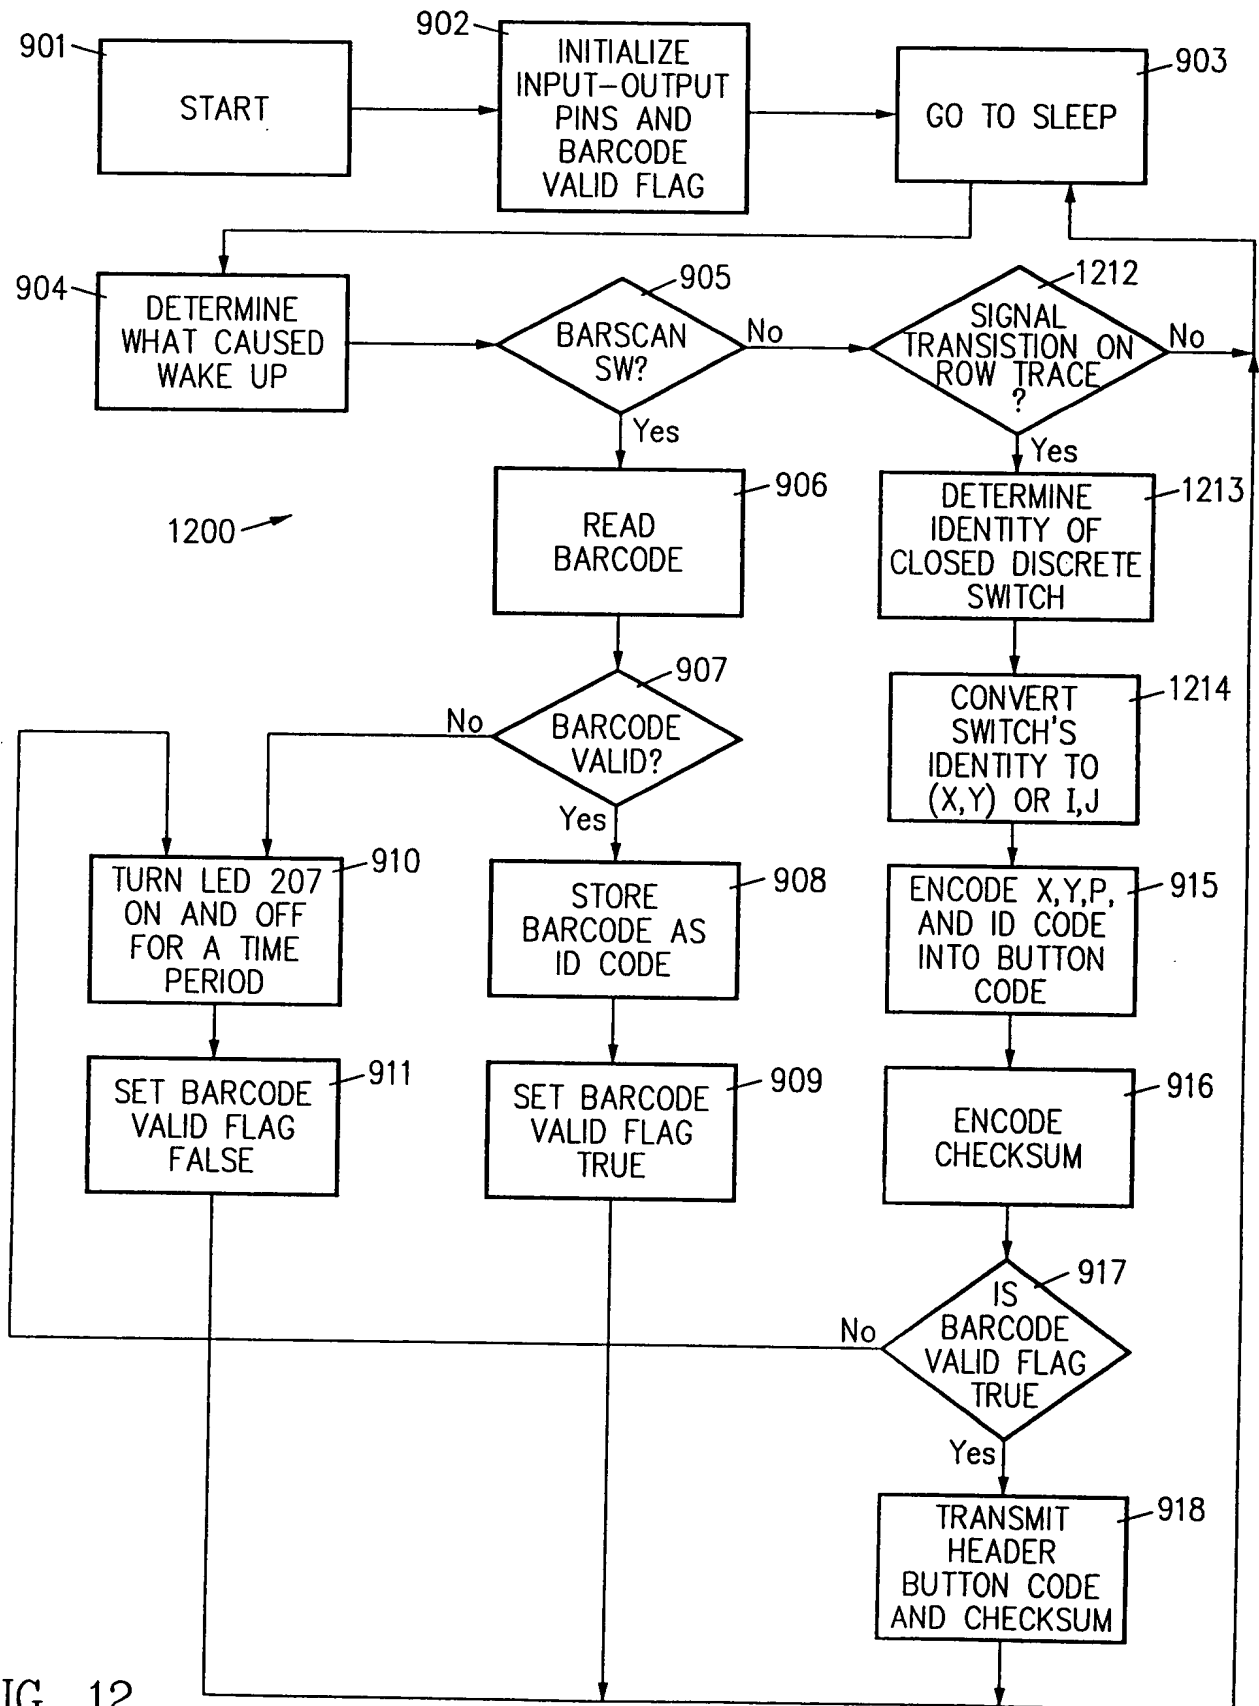 901
START
902
INITIALIZE
INPUT-OUTPUT
PINS AND
BARCODE
VALID FLAG
903
GO TO SLEEP
904
DETERMINE
WHAT CAUSED
WAKE UP
905
BARSCAN
SW?
No
Yes
1212
SIGNAL
TRANSISTION ON
ROW TRACE
?
No
Yes
906
READ
BARCODE
1200
1213
DETERMINE
IDENTITY OF
CLOSED DISCRETE
SWITCH
907
BARCODE
VALID?
No
Yes
1214
CONVERT
SWITCH'S
IDENTITY TO
(X,Y) OR I,J
910
TURN LED 207
ON AND OFF
FOR A TIME
PERIOD
908
STORE
BARCODE AS
ID CODE
915
ENCODE X,Y,P,
AND ID CODE
INTO BUTTON
CODE
911
SET BARCODE
VALID FLAG
FALSE
909
SET BARCODE
VALID FLAG
TRUE
916
ENCODE
CHECKSUM
917
IS
BARCODE
VALID FLAG
TRUE
No
Yes
918
TRANSMIT
HEADER
BUTTON CODE
AND CHECKSUM
IG. 12